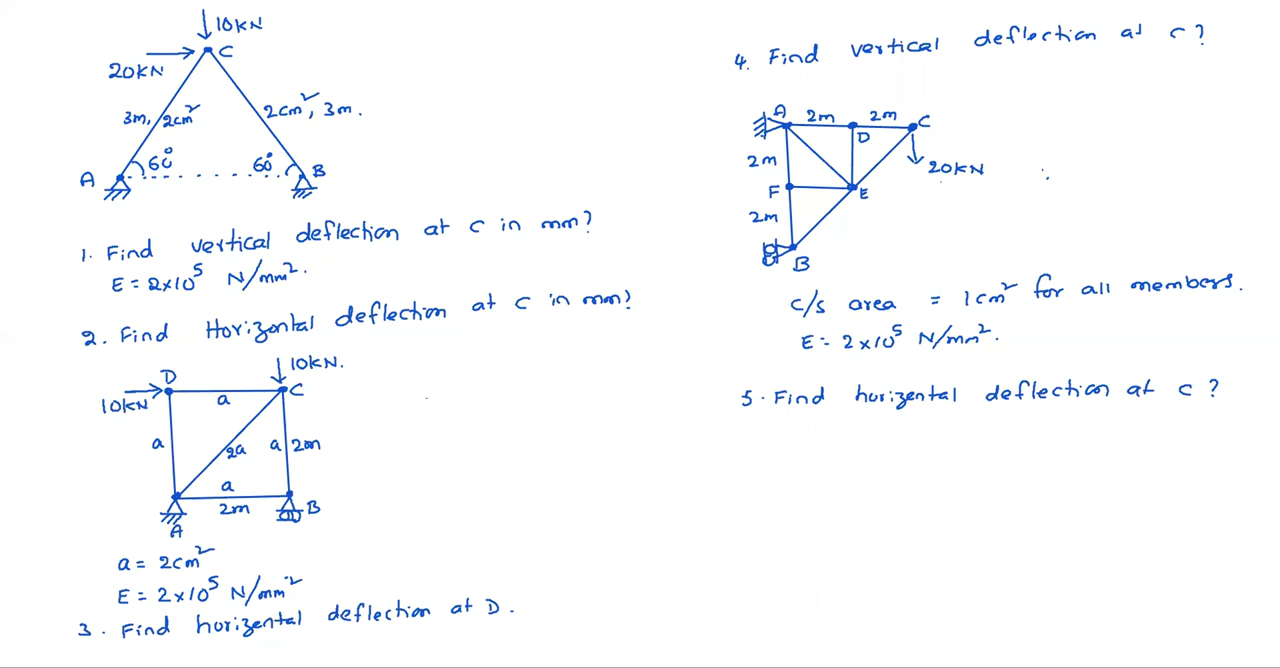 10KN
C
20KN
3m, 2cm²
2cm², 3m.
60°
60°
A
B
1. Find vertical deflection at C in mm?
E = 2×10⁵ N/mm².
2. Find Horizontal deflection at C in mm?
10KN.
D
10KN
C
a
a
2a
a
2m
a
2m
B
A
a = 2cm²
E = 2×10⁵ N/mm²
3. Find horizental deflection at D.
4. Find vertical deflection at C?
A
2m
2m
C
D
2m
20KN
F
E
2m
B
c/s area = 1cm² for all members.
E = 2×10⁵ N/mm².
5. Find horizental deflection at C?